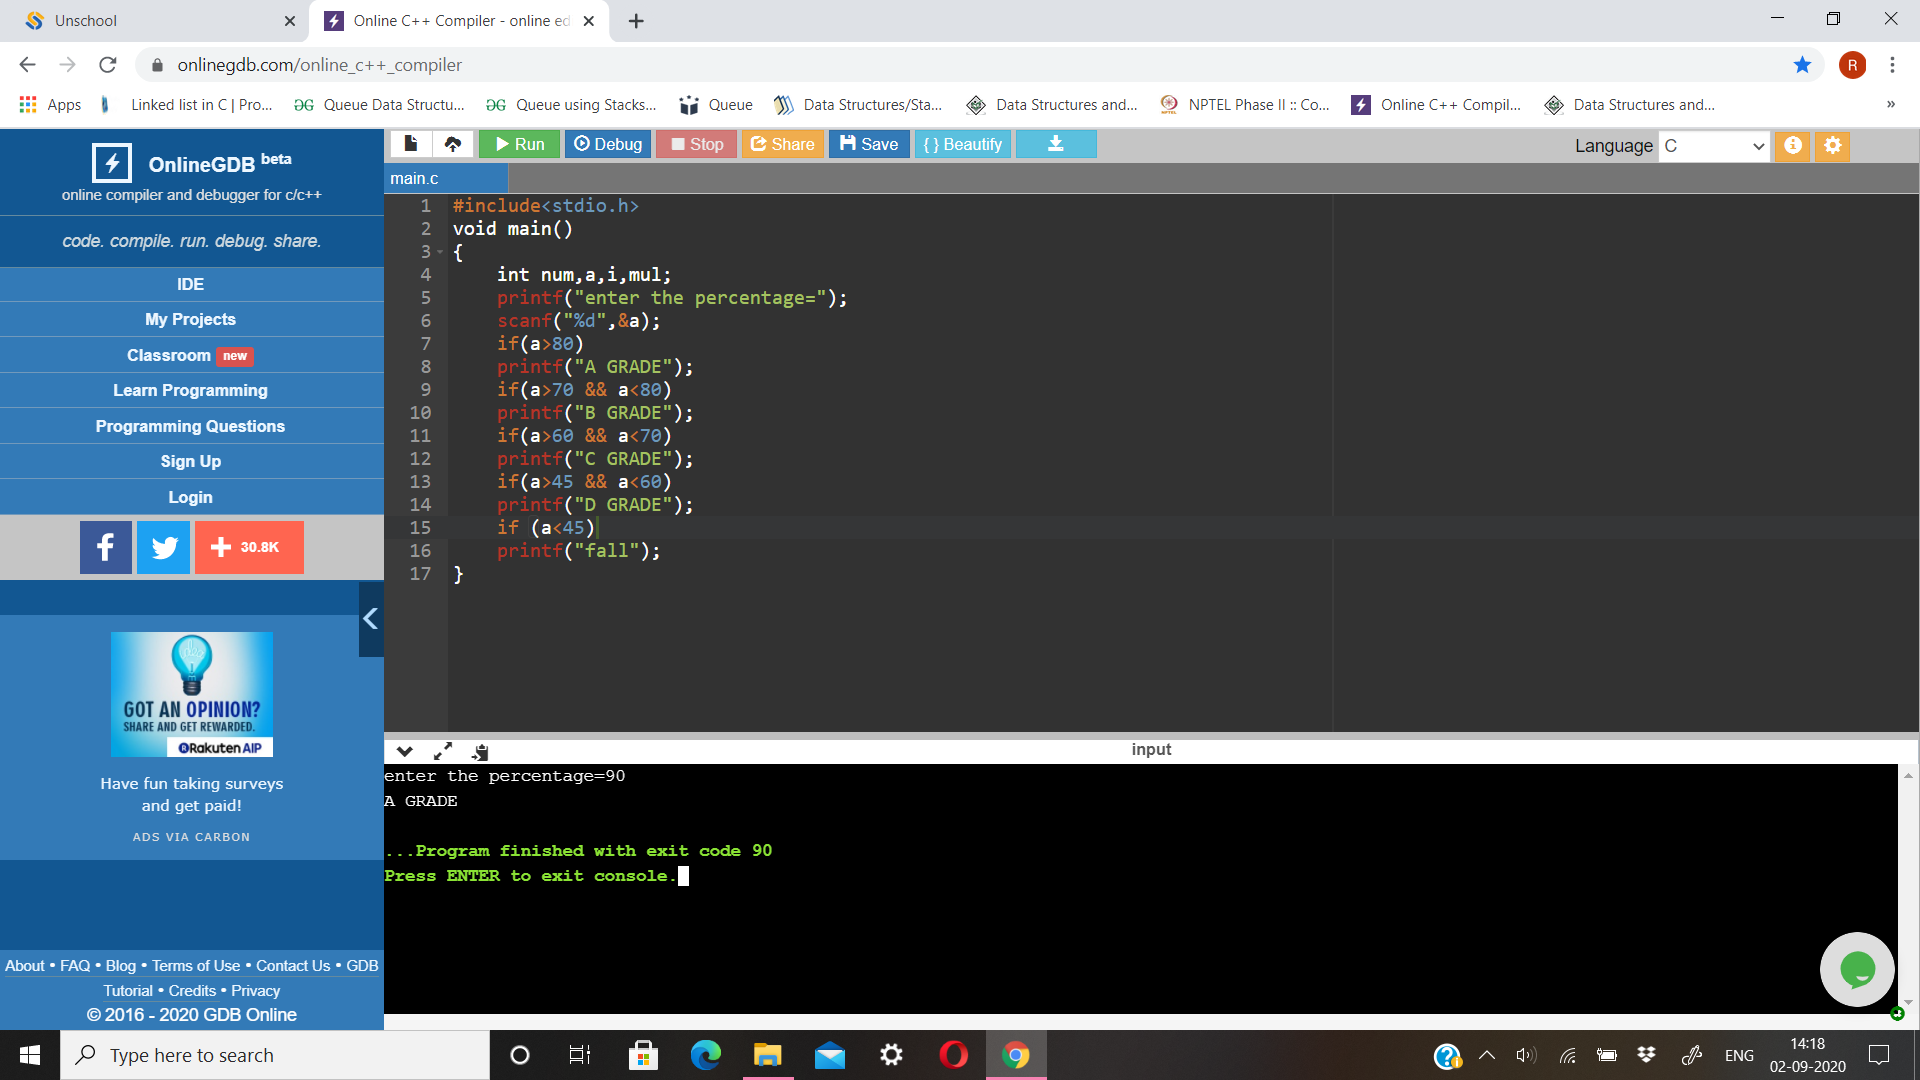 Unschool
Online C++ Compiler - online ed
onlinegdb.com/online_c++_compiler
R
Apps
Linked list in C | Pro...
Queue Data Structu...
Queue using Stacks...
Queue
Data Structures/Sta...
Data Structures and...
NPTEL Phase II :: Co...
Online C++ Compil...
Data Structures and...
»
OnlineGDB beta
online compiler and debugger for c/c++
code. compile. run. debug. share.
IDE
My Projects
Classroom new
Learn Programming
Programming Questions
Sign Up
Login
30.8K
GOT AN OPINION?
SHARE AND GET REWARDED.
Rakuten AIP
Have fun taking surveys
and get paid!
ADS VIA CARBON
About • FAQ • Blog • Terms of Use • Contact Us • GDB
Tutorial • Credits • Privacy
© 2016 - 2020 GDB Online
Run Debug Stop Share Save { } Beautify
Language C
main.c
1 #include<stdio.h>
2 void main()
3 {
4 int num,a,i,mul;
5 printf("enter the percentage=");
6 scanf("%d",&a);
7 if(a>80)
8 printf("A GRADE");
9 if(a>70 && a<80)
10 printf("B GRADE");
11 if(a>60 && a<70)
12 printf("C GRADE");
13 if(a>45 && a<60)
14 printf("D GRADE");
15 if (a<45)
16 printf("fall");
17 }
input
enter the percentage=90
A GRADE
...Program finished with exit code 90
Press ENTER to exit console.
Type here to search
ENG
14:18
02-09-2020